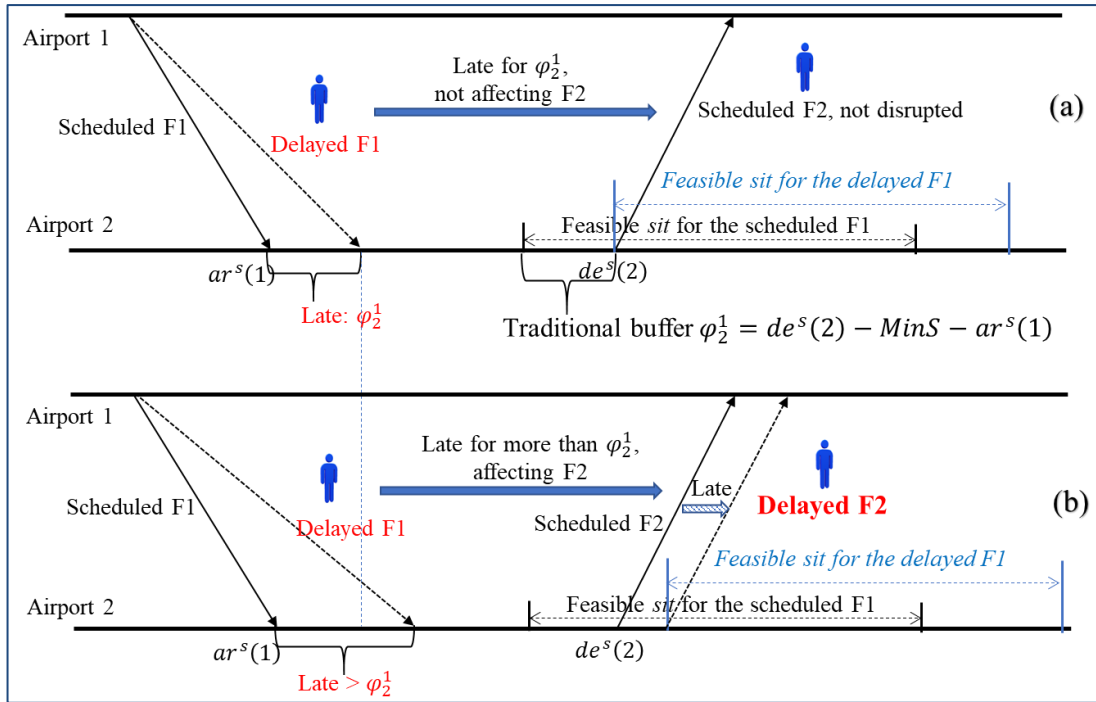 Airport 1
Late for φ₂¹,
not affecting F2
Scheduled F2, not disrupted
(a)
Scheduled F1
Delayed F1
Feasible sit for the delayed F1
Airport 2
Feasible sit for the scheduled F1
arˢ(1)
deˢ(2)
Late: φ₂¹
Traditional buffer φ₂¹ = deˢ(2) − MinS − arˢ(1)
Airport 1
Late for more than φ₂¹,
affecting F2
Late
Scheduled F1
Delayed F1
Scheduled F2
Delayed F2
(b)
Feasible sit for the delayed F1
Airport 2
Feasible sit for the scheduled F1
arˢ(1)
deˢ(2)
Late > φ₂¹